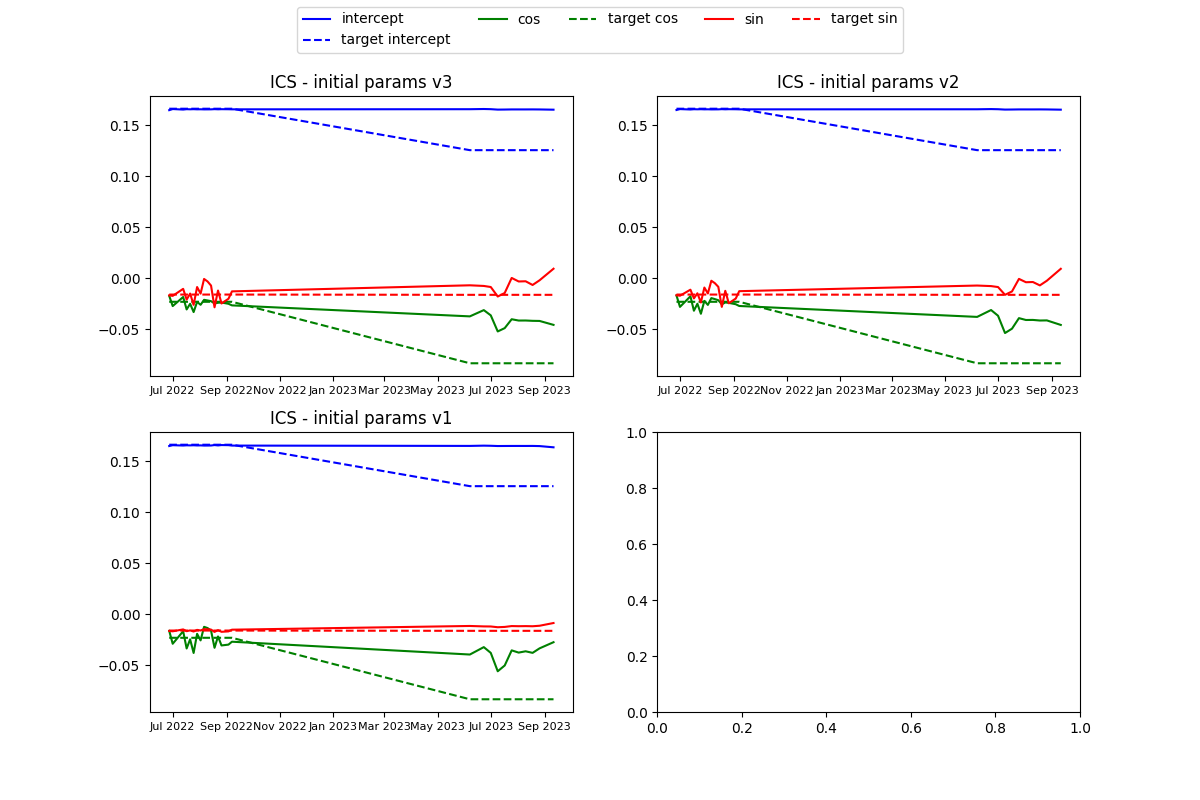 intercept cos target cos sin target sin
target intercept
ICS - initial params v3 ICS - initial params v2
0.15 0.15
0.10 0.10
0.05 0.05
0.00 0.00
−0.05 −0.05
Jul 2022 Sep 2022 Nov 2022 Jan 2023 Mar 2023 May 2023 Jul 2023 Sep 2023 Jul 2022 Sep 2022 Nov 2022 Jan 2023 Mar 2023 May 2023 Jul 2023 Sep 2023
ICS - initial params v1
1.0
0.15
0.8
0.10
0.6
0.05
0.4
0.00
0.2
−0.05
0.0
Jul 2022 Sep 2022 Nov 2022 Jan 2023 Mar 2023 May 2023 Jul 2023 Sep 2023 0.0 0.2 0.4 0.6 0.8 1.0